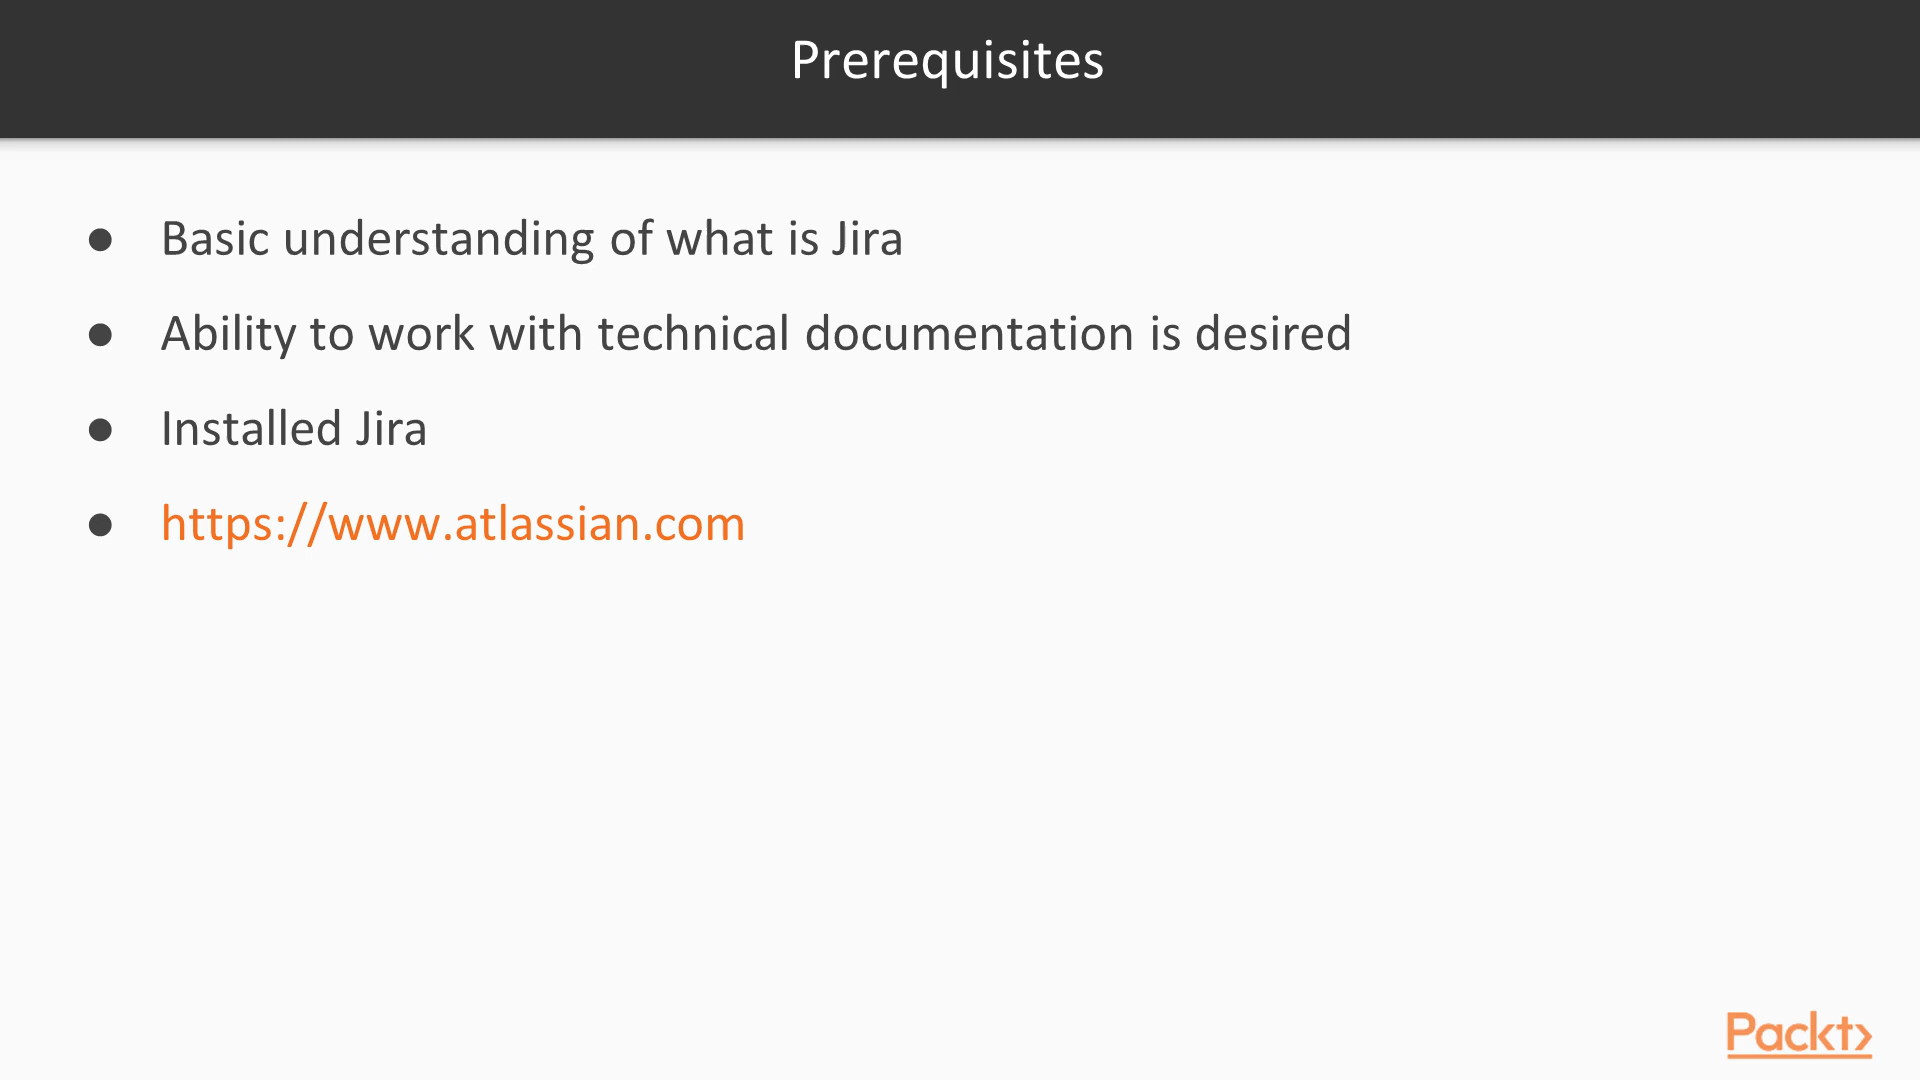 Prerequisites
● Basic understanding of what is Jira
● Ability to work with technical documentation is desired
● Installed Jira
● https://www.atlassian.com
Packt>